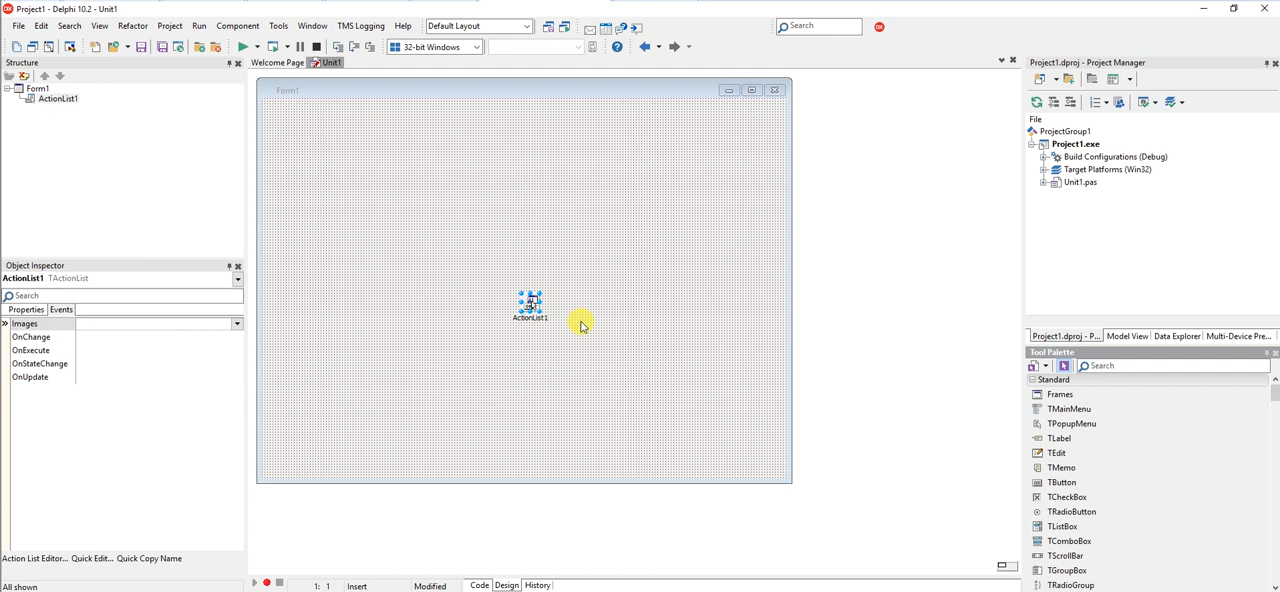 Project1 - Delphi 10.2 - Unit1
File Edit Search View Refactor Project Run Component Tools Window TMS Logging Help Default Layout Search
32-bit Windows
Structure
Form1
ActionList1
Object Inspector
ActionList1 TActionList
Search
Properties Events
Images
OnChange
OnExecute
OnStateChange
OnUpdate
Action List Editor... Quick Edit... Quick Copy Name
All shown
Welcome Page Unit1
Form1
ActionList1
1: 1 Insert Modified Code Design History
Project1.dproj - Project Manager
File
ProjectGroup1
Project1.exe
Build Configurations (Debug)
Target Platforms (Win32)
Unit1.pas
Project1.dproj - P... Model View Data Explorer Multi-Device Pre...
Tool Palette
Search
Standard
Frames
TMainMenu
TPopupMenu
TLabel
TEdit
TMemo
TButton
TCheckBox
TRadioButton
TListBox
TComboBox
TScrollBar
TGroupBox
TRadioGroup